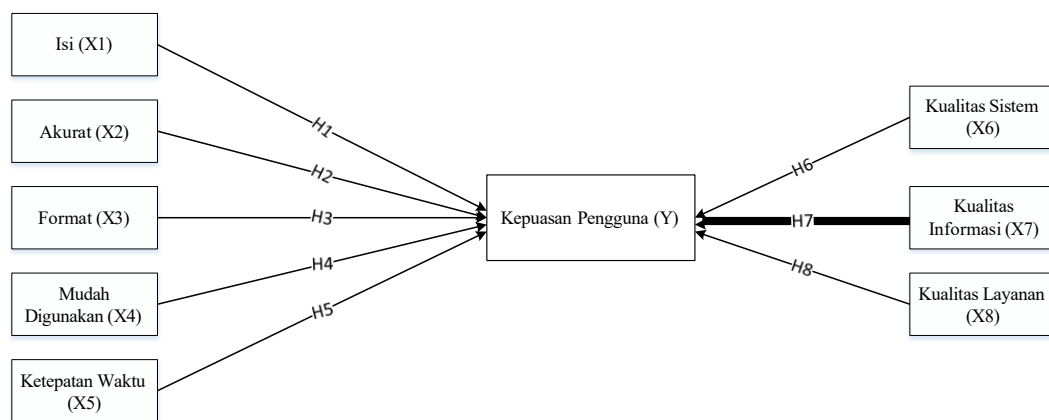 Isi (X1)
Akurat (X2)
Format (X3)
Mudah
Digunakan (X4)
Ketepatan Waktu
(X5)
H1
H2
H3
H4
H5
Kepuasan Pengguna (Y)
H6
H7
H8
Kualitas Sistem
(X6)
Kualitas
Informasi (X7)
Kualitas Layanan
(X8)